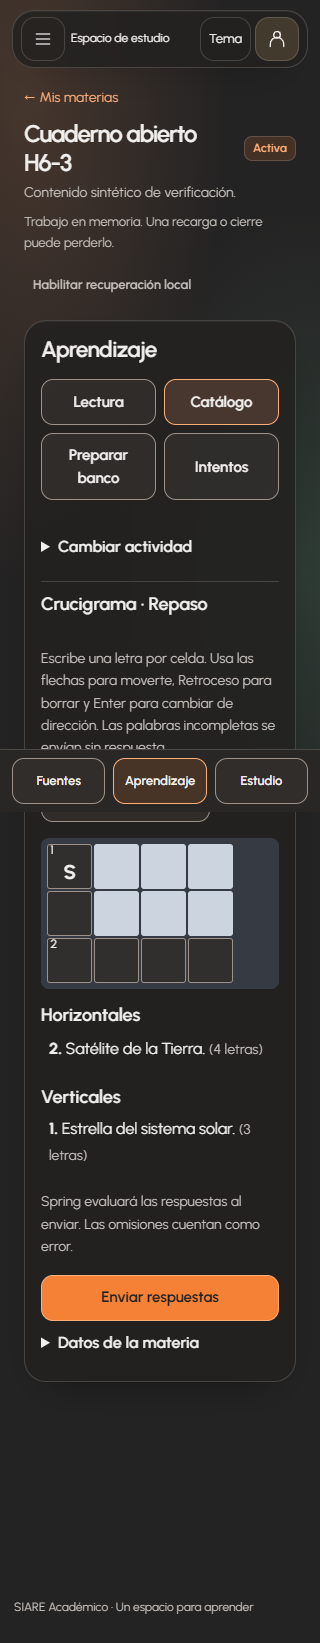 Espacio de estudio
Tema
← Mis materias
Cuaderno abierto
H6-3
Activa
Contenido sintético de verificación.
Trabajo en memoria. Una recarga o cierre
puede perderlo.
Habilitar recuperación local
Aprendizaje
Lectura
Catálogo
Preparar
banco
Intentos
▶ Cambiar actividad
Crucigrama · Repaso
Escribe una letra por celda. Usa las
flechas para moverte, Retroceso para
borrar y Enter para cambiar de
dirección. Las palabras incompletas se
envían sin respuesta
Fuentes
Aprendizaje
Estudio
1
S
2
Horizontales
2. Satélite de la Tierra. (4 letras)
Verticales
1. Estrella del sistema solar. (3
letras)
Spring evaluará las respuestas al
enviar. Las omisiones cuentan como
error.
Enviar respuestas
▶ Datos de la materia
SIARE Académico · Un espacio para aprender